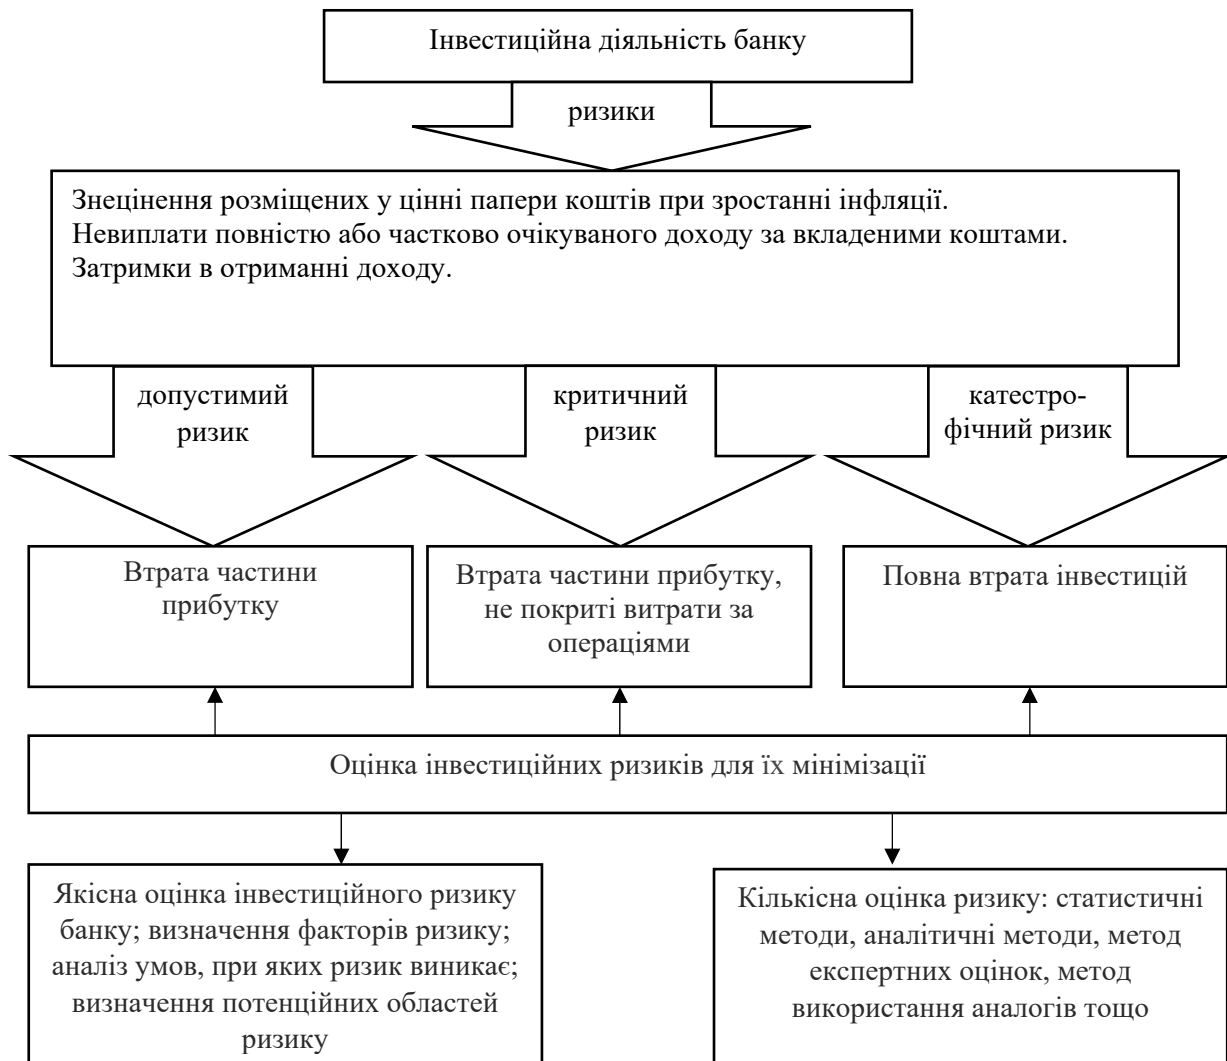 Інвестиційна діяльність банку
ризики
Знецінення розміщених у цінні папери коштів при зростанні інфляції.
Невиплати повністю або частково очікуваного доходу за вкладеними коштами.
Затримки в отриманні доходу.
допустимий
ризик
критичний
ризик
катестро-
фічний ризик
Втрата частини
прибутку
Втрата частини прибутку,
не покриті витрати за
операціями
Повна втрата інвестицій
Оцінка інвестиційних ризиків для їх мінімізації
Якісна оцінка інвестиційного ризику
банку; визначення факторів ризику;
аналіз умов, при яких ризик виникає;
визначення потенційних областей
ризику
Кількісна оцінка ризику: статистичні
методи, аналітичні методи, метод
експертних оцінок, метод
використання аналогів тощо